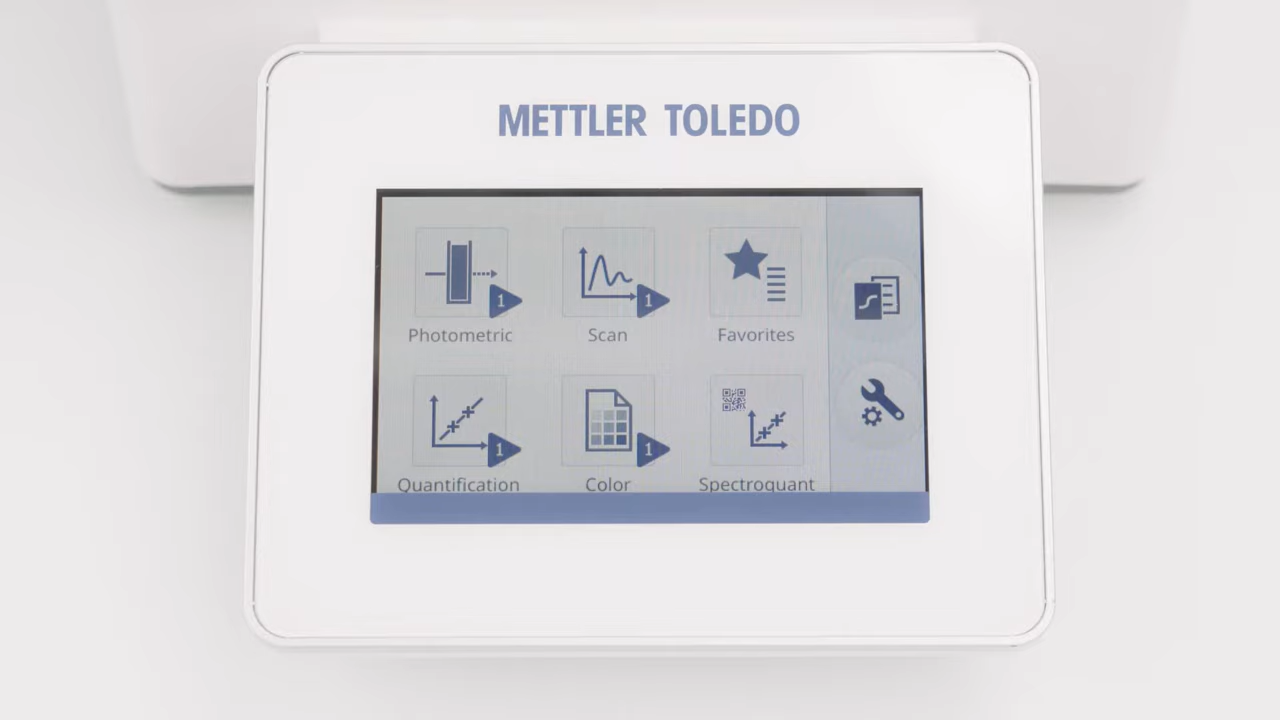 METTLER TOLEDO
1 1
Photometric Scan Favorites
1 1
Quantification Color Spectroquant